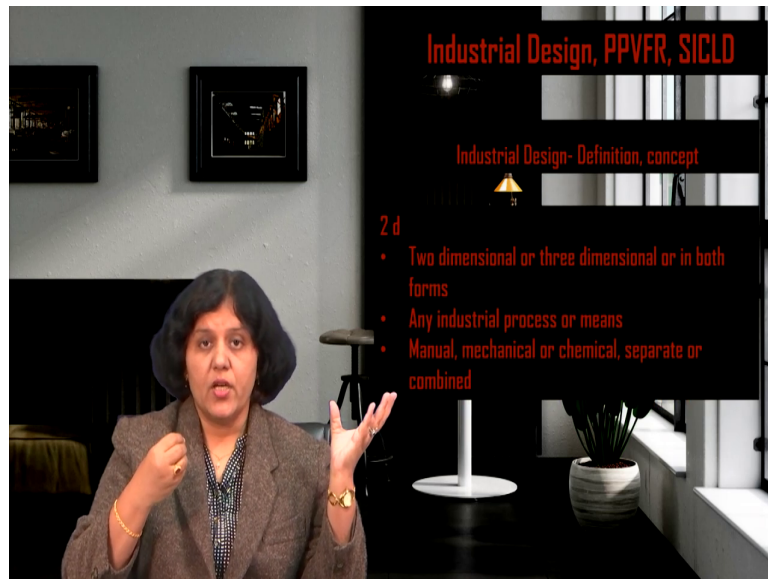 Industrial Design, PPVFR, SICLD
Industrial Design- Definition, concept
2 d
• Two dimensional or three dimensional or in both
forms
• Any industrial process or means
• Manual, mechanical or chemical, separate or
combined